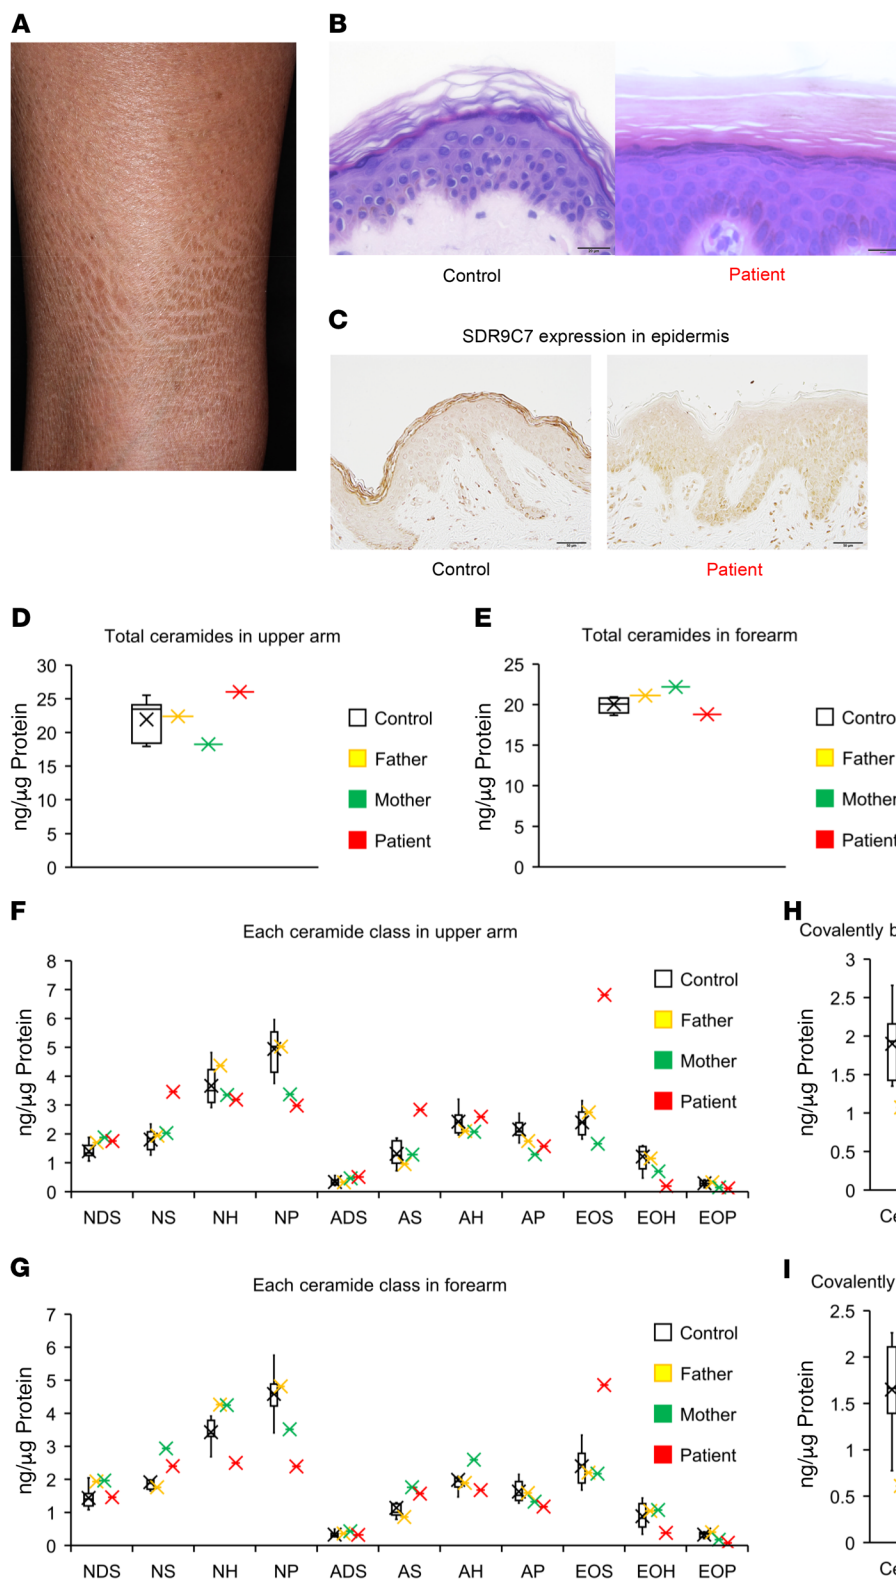 A
B
Control
Patient
C
SDR9C7 expression in epidermis
Control
Patient
D
Total ceramides in upper arm
ng/µg Protein
30
25
20
15
10
5
0
Control
Father
Mother
Patient
E
Total ceramides in forearm
ng/µg Protein
25
20
15
10
5
0
Contro
Father
Mother
Patient
F
Each ceramide class in upper arm
ng/µg Protein
8
7
6
5
4
3
2
1
0
Control
Father
Mother
Patient
NDS NS NH NP ADS AS AH AP EOS EOH EOP
H
Covalently b
ng/µg Protein
3
2.5
2
1.5
1
0.5
0
Ce
G
Each ceramide class in forearm
ng/µg Protein
7
6
5
4
3
2
1
0
Control
Father
Mother
Patient
NDS NS NH NP ADS AS AH AP EOS EOH EOP
I
Covalently
ng/µg Protein
2.5
2
1.5
1
0.5
0
Ce